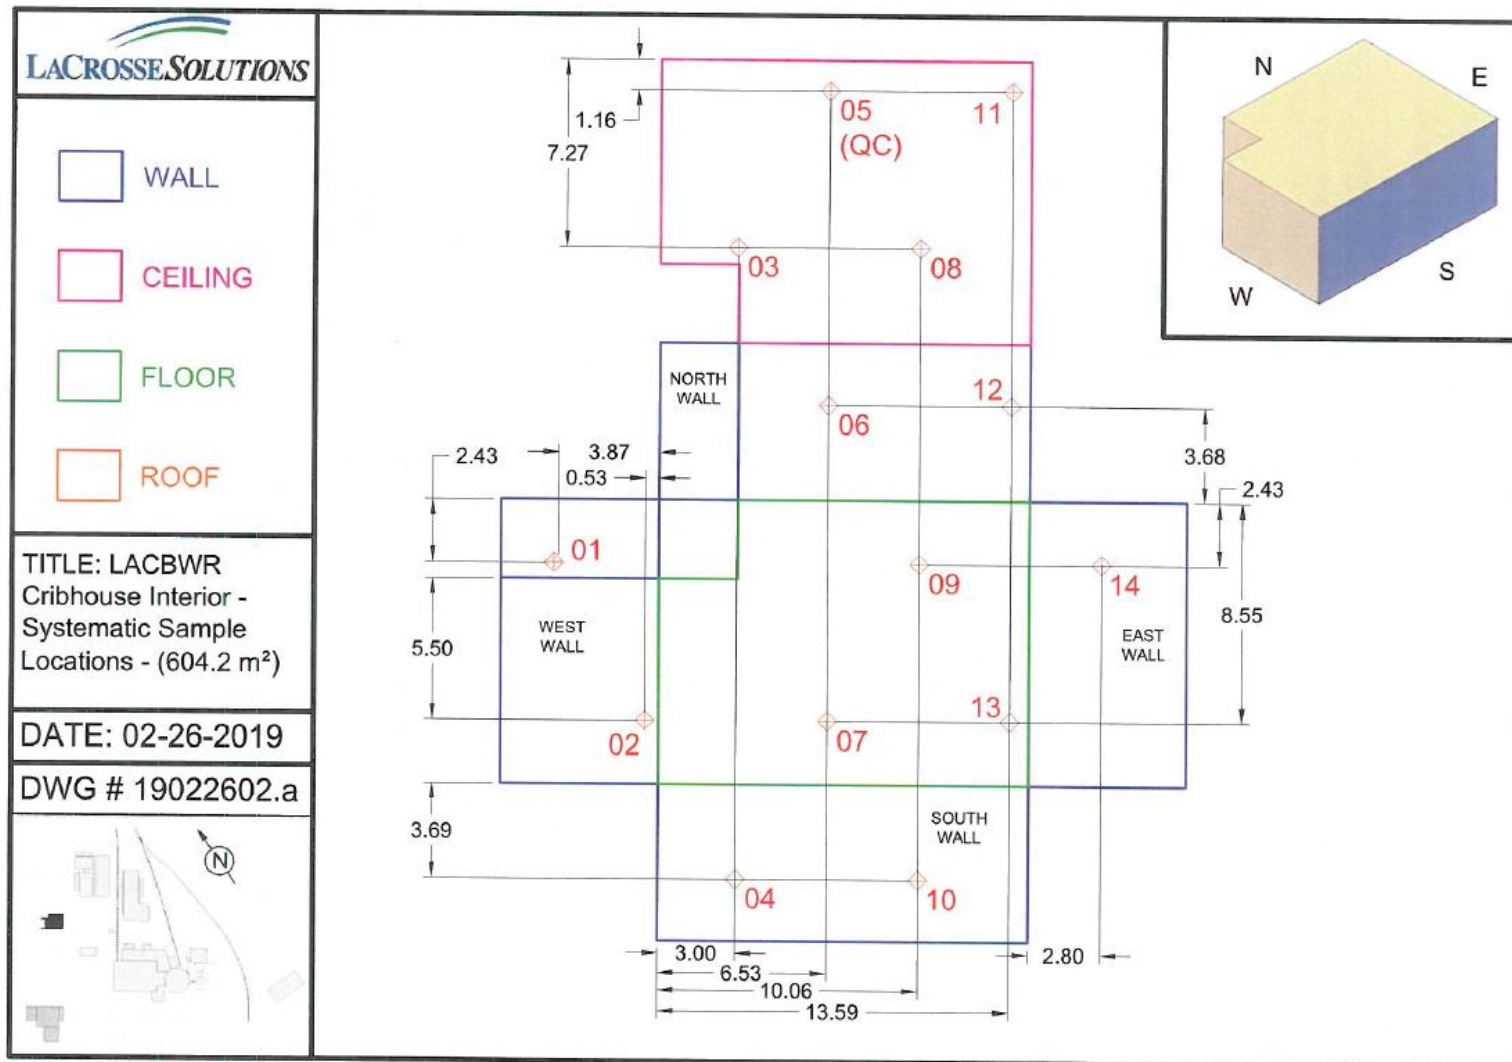 LACROSSESOLUTIONS
WALL
CEILING
FLOOR
ROOF
TITLE: LACBWR
Cribhouse Interior -
Systematic Sample
Locations - (604.2 m²)
DATE: 02-26-2019
DWG # 19022602.a
N
1.16
7.27
05
(QC)
11
03
08
NORTH
WALL
12
06
3.68
2.43
3.87
0.53
2.43
01
09
14
5.50
WEST
WALL
EAST
WALL
8.55
02
07
13
3.69
SOUTH
WALL
04
10
3.00
6.53
10.06
13.59
2.80
N
E
W
S